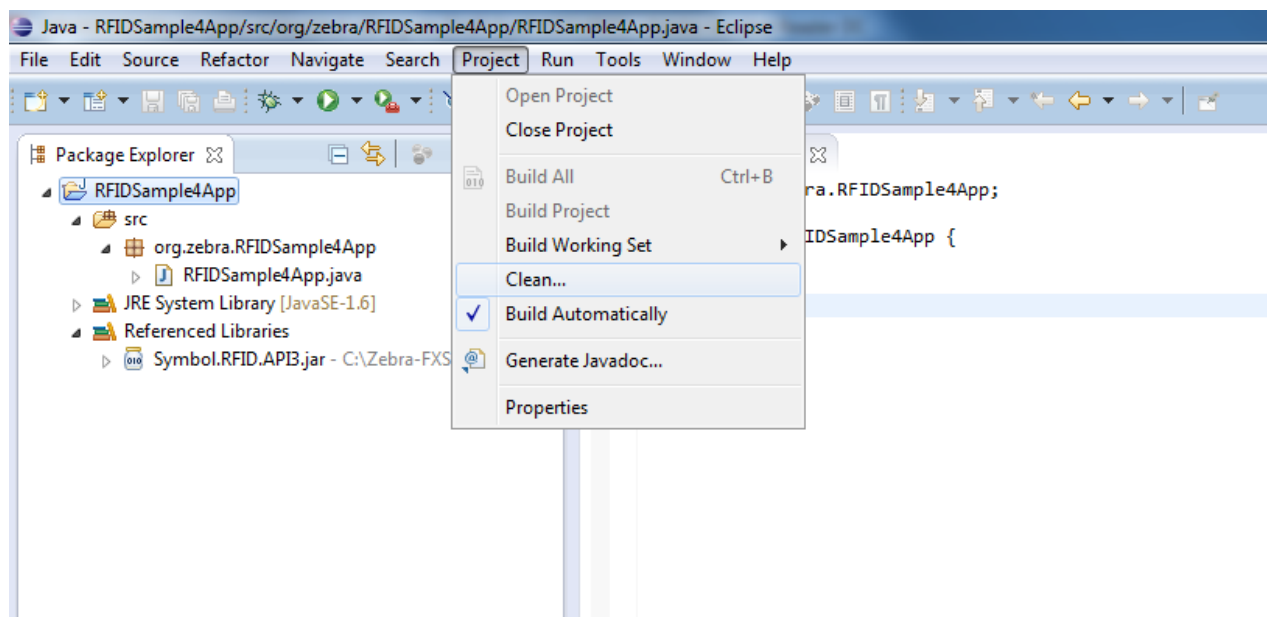 Java - RFIDSample4App/src/org/zebra/RFIDSample4App/RFIDSample4App.java - Eclipse
File Edit Source Refactor Navigate Search Project Run Tools Window Help
Package Explorer
RFIDSample4App
src
org.zebra.RFIDSample4App
RFIDSample4App.java
JRE System Library [JavaSE-1.6]
Referenced Libraries
Symbol.RFID.API3.jar - C:\Zebra-FXS
Open Project
Close Project
Build All Ctrl+B
Build Project
Build Working Set
Clean...
Build Automatically
Generate Javadoc...
Properties
ra.RFIDSample4App;
IDSample4App {